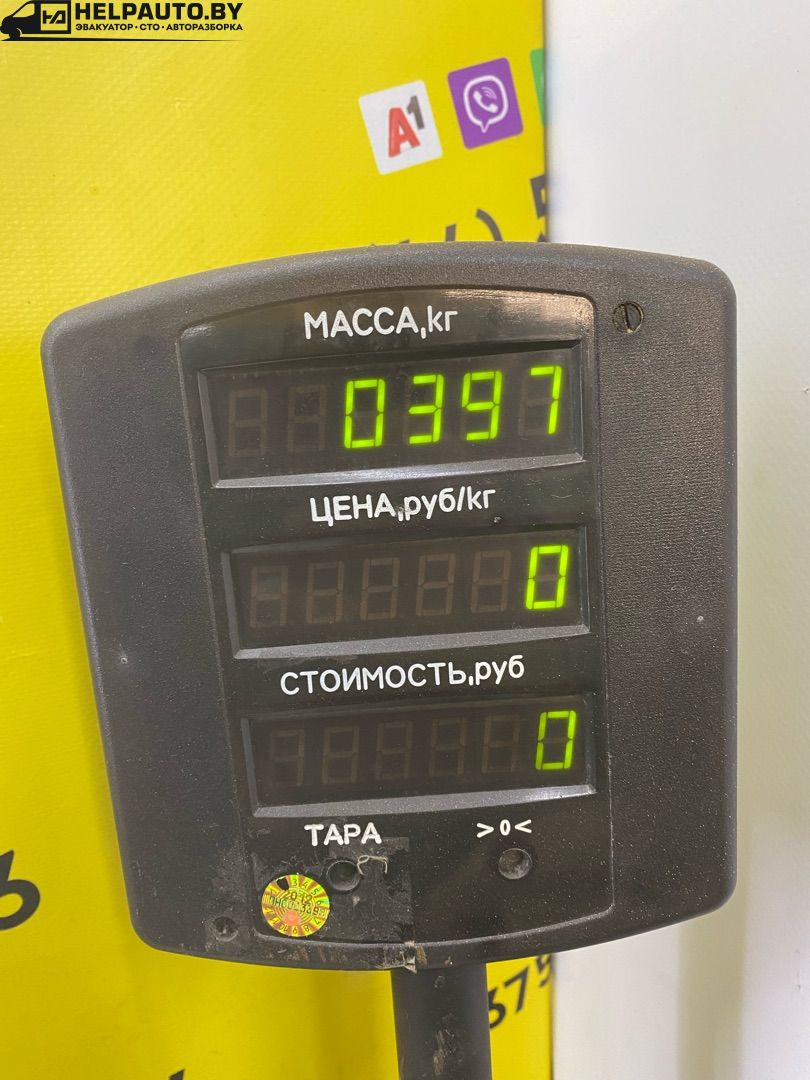 HELPAUTO.BY
ЭВАКУАТОР·СТО·АВТОРАЗБОРКА
A1
МАССА,кг
0397
ЦЕНА,руб/кг
0
СТОИМОСТЬ,руб
0
ТАРА >0<